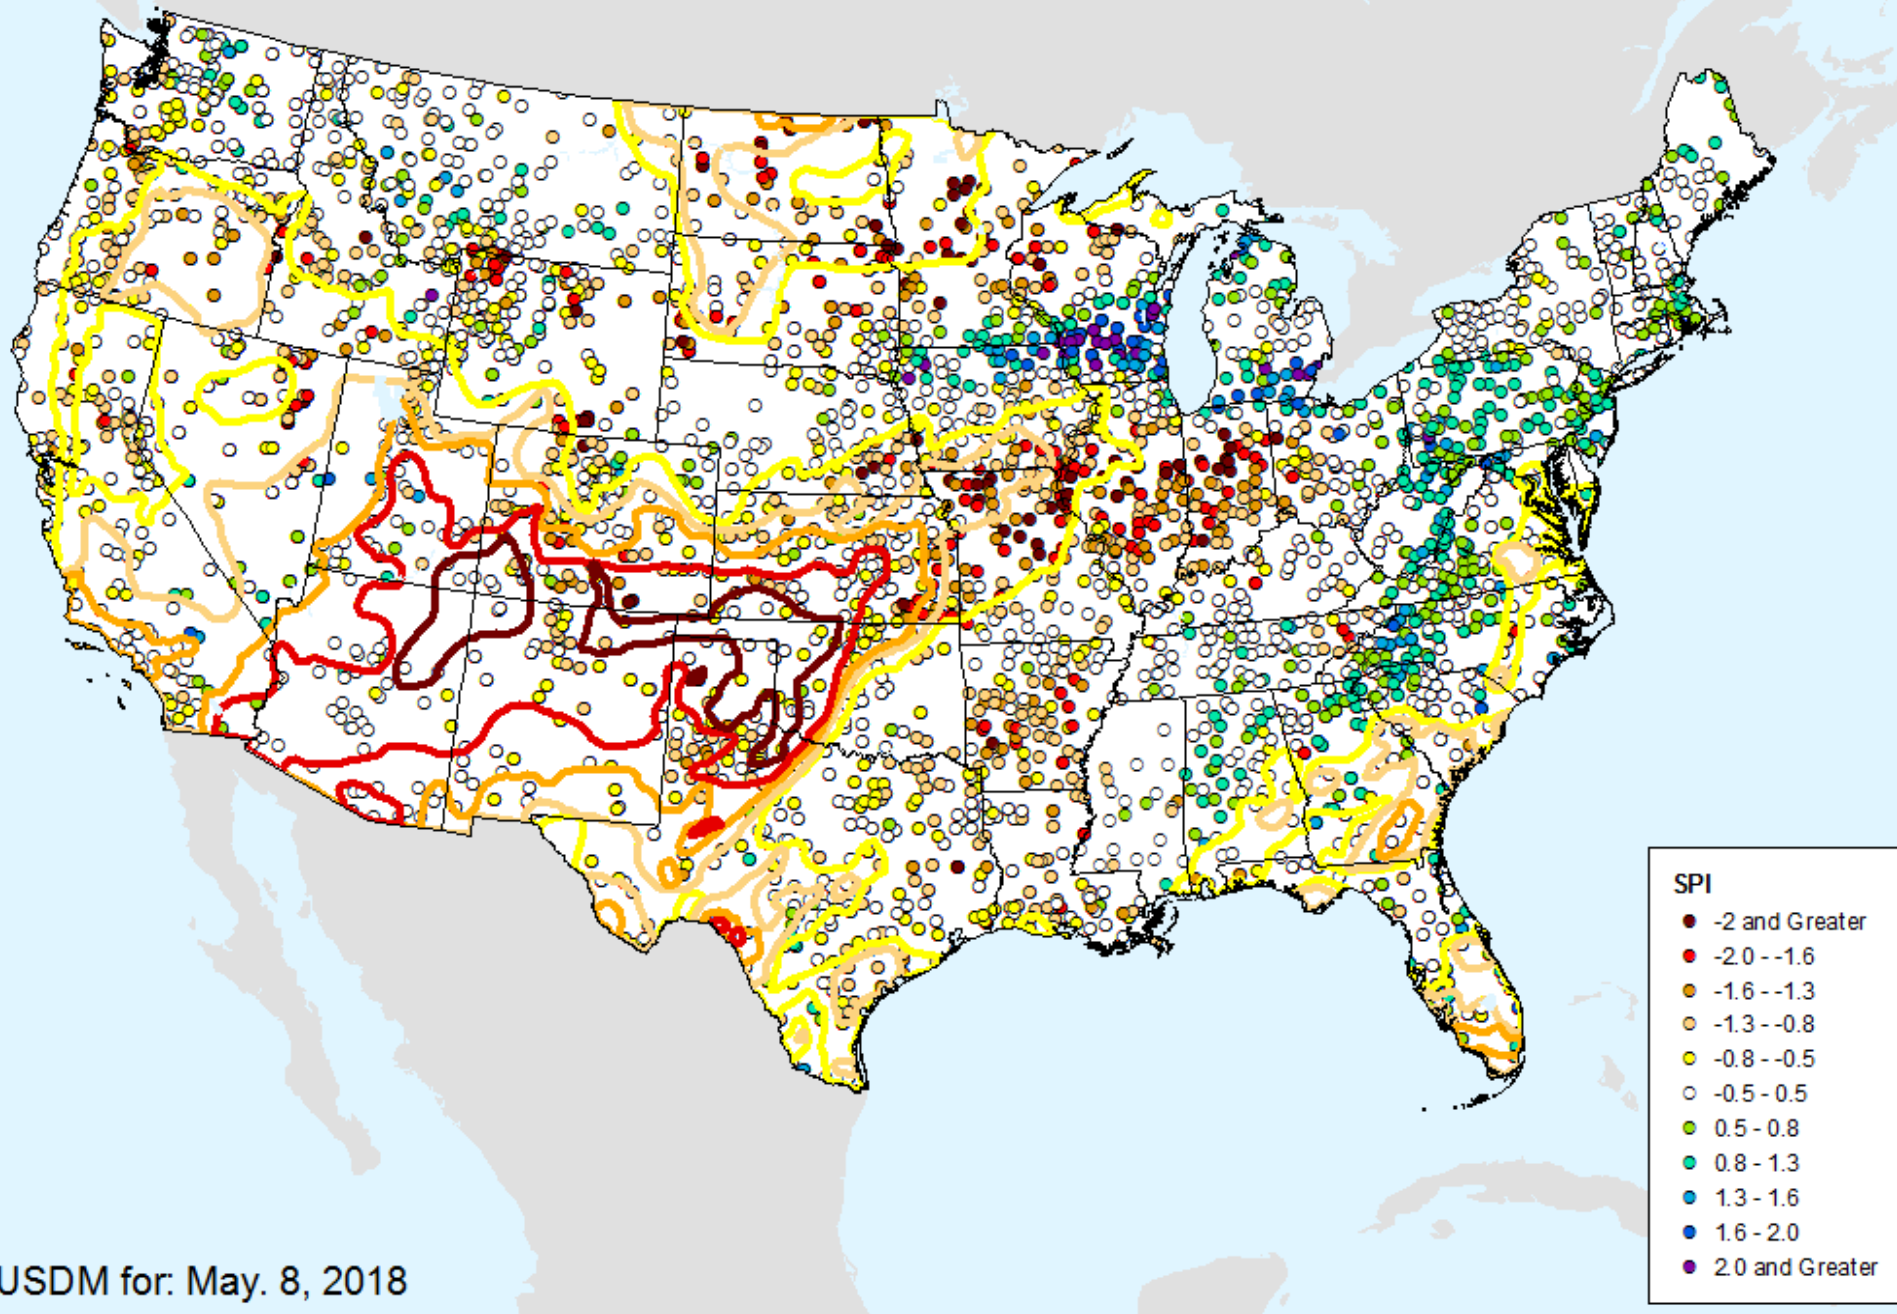 SPI
-2 and Greater
-2.0 - -1.6
-1.6 - -1.3
-1.3 - -0.8
-0.8 - -0.5
-0.5 - 0.5
0.5 - 0.8
0.8 - 1.3
1.3 - 1.6
1.6 - 2.0
2.0 and Greater
USDM for: May. 8, 2018